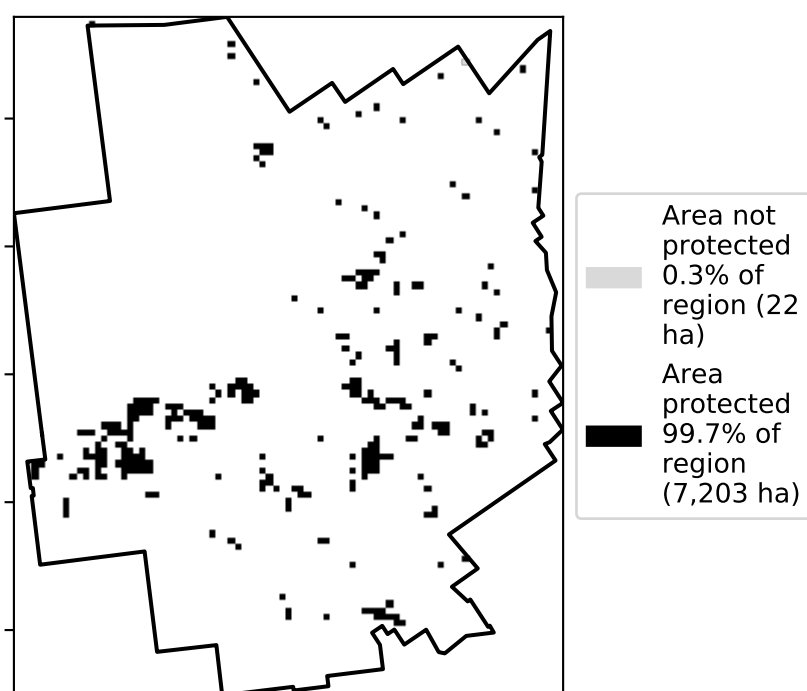 Area not
protected
0.3% of
region (22
ha)
Area
protected
99.7% of
region
(7,203 ha)